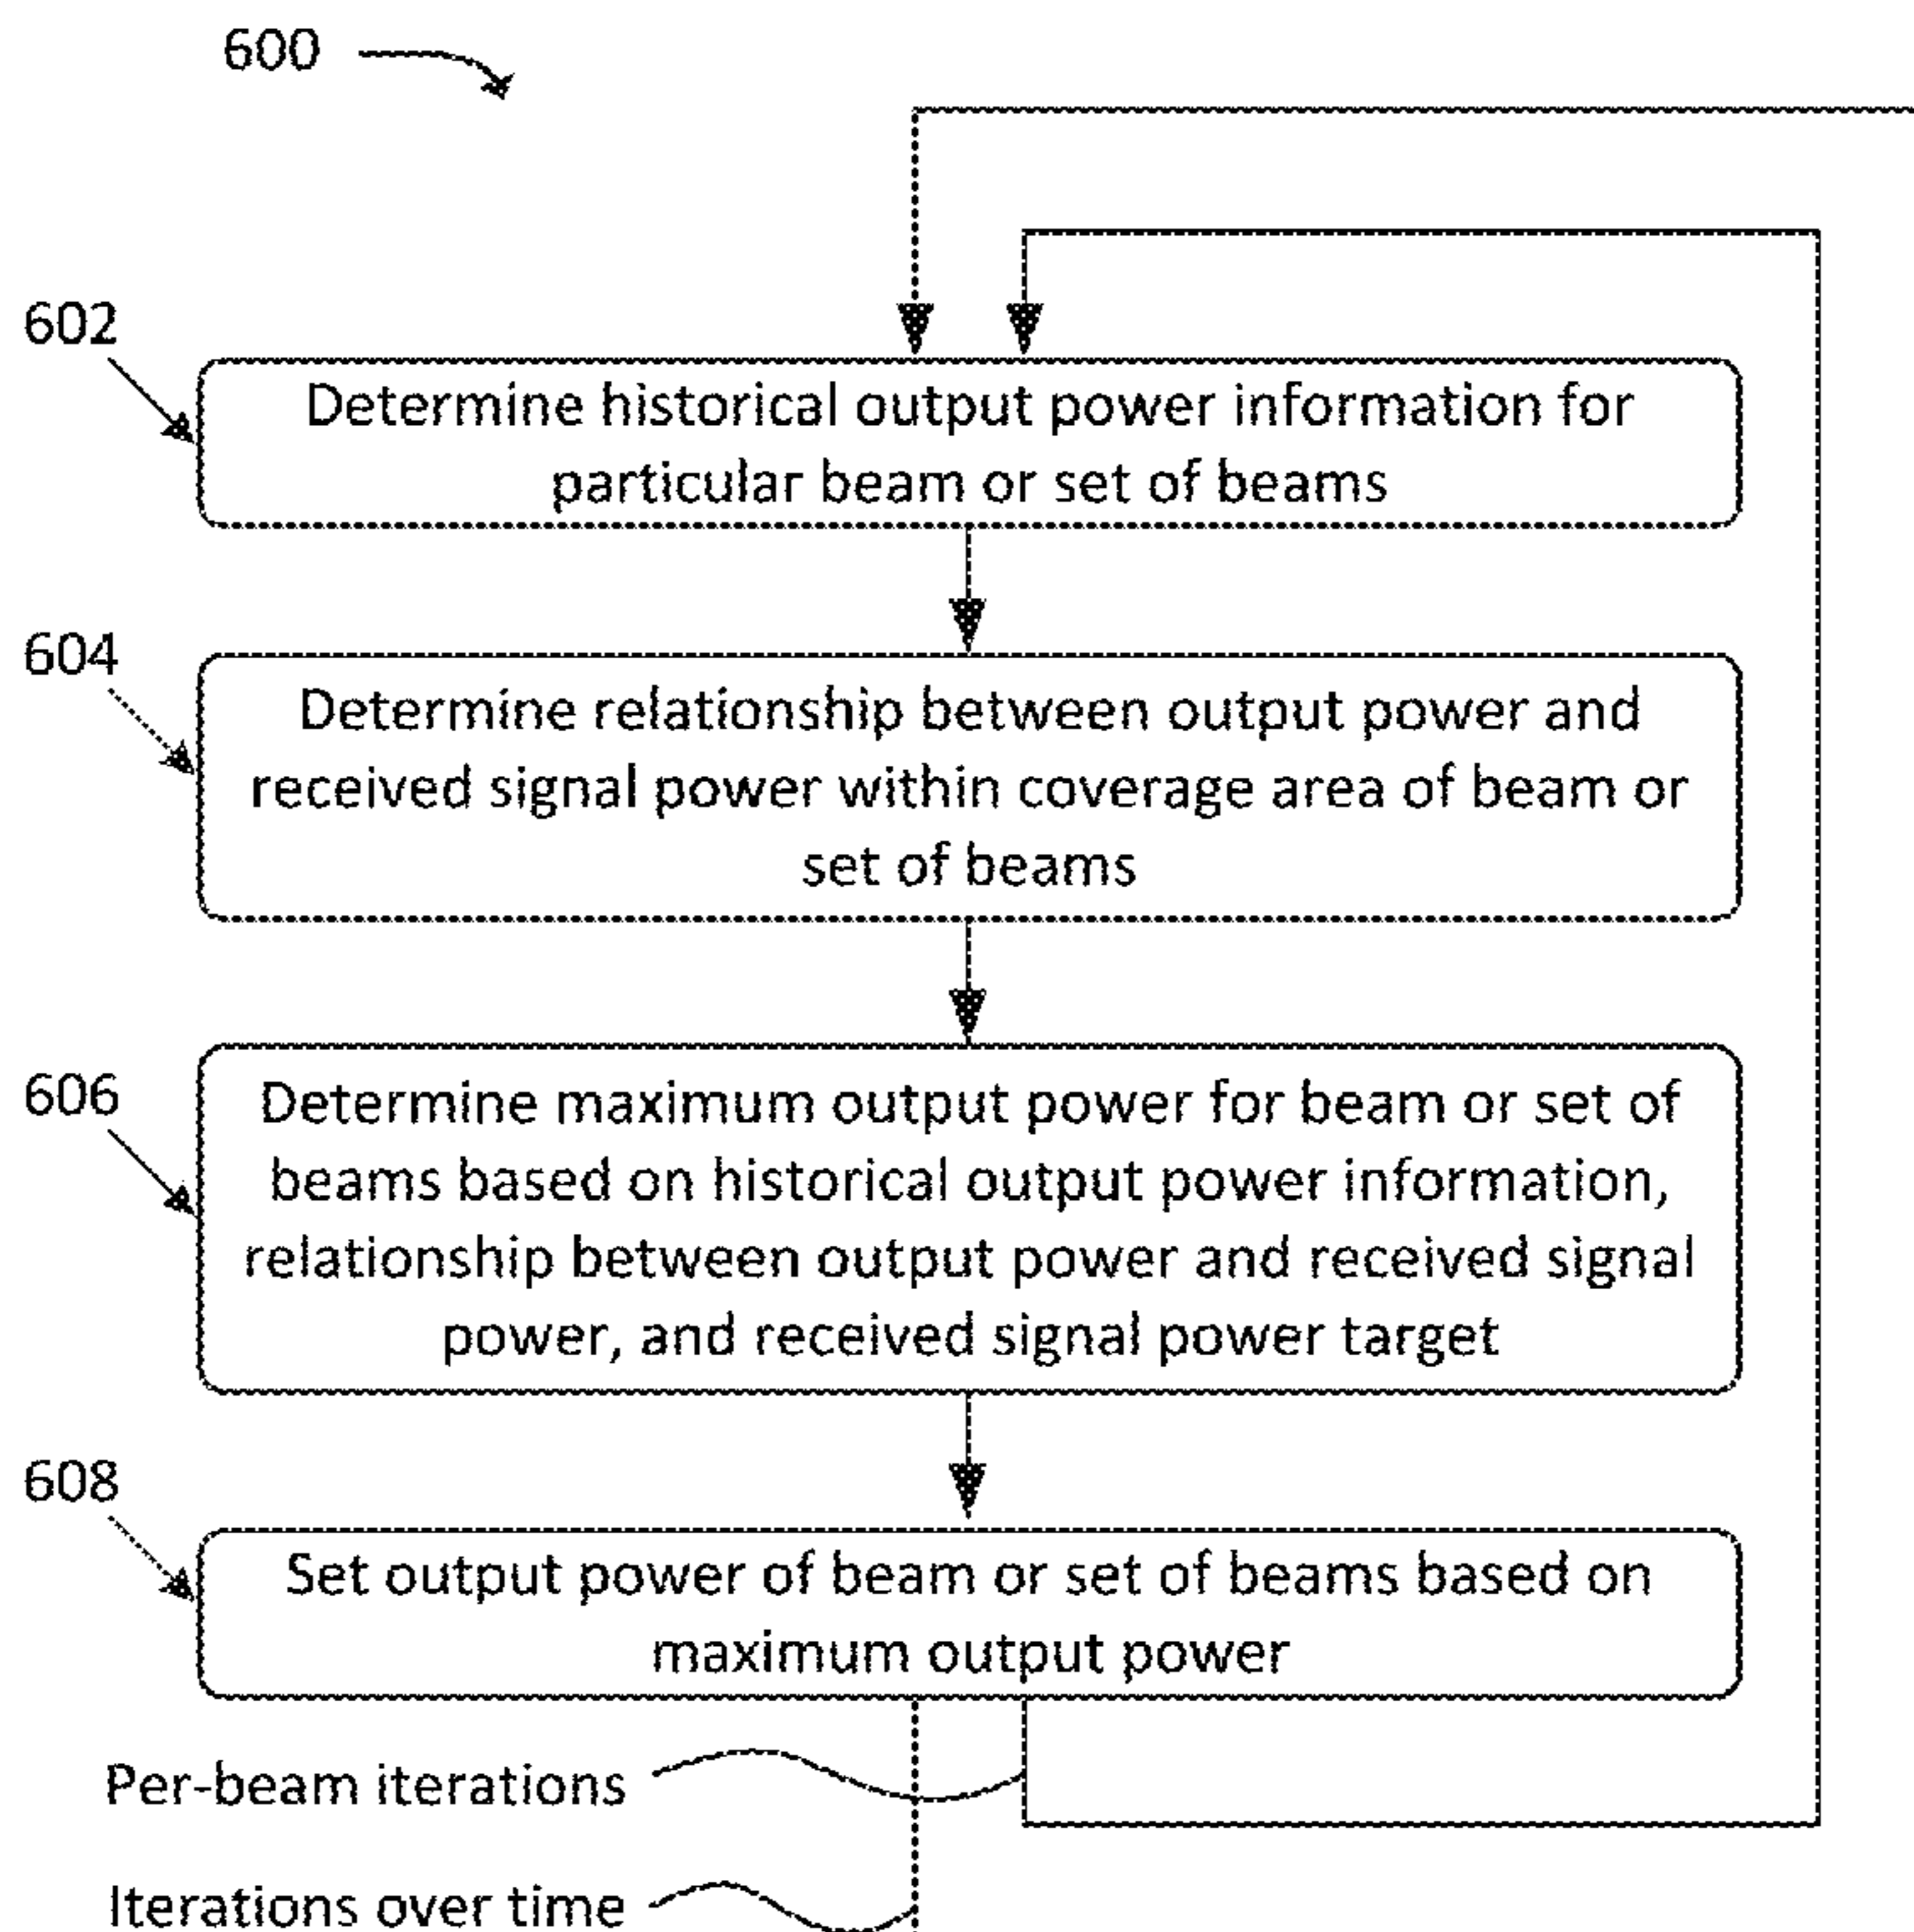 600
602
Determine historical output power information for
particular beam or set of beams
604
Determine relationship between output power and
received signal power within coverage area of beam or
set of beams
606
Determine maximum output power for beam or set of
beams based on historical output power information,
relationship between output power and received signal
power, and received signal power target
608
Set output power of beam or set of beams based on
maximum output power
Per-beam iterations
Iterations over time